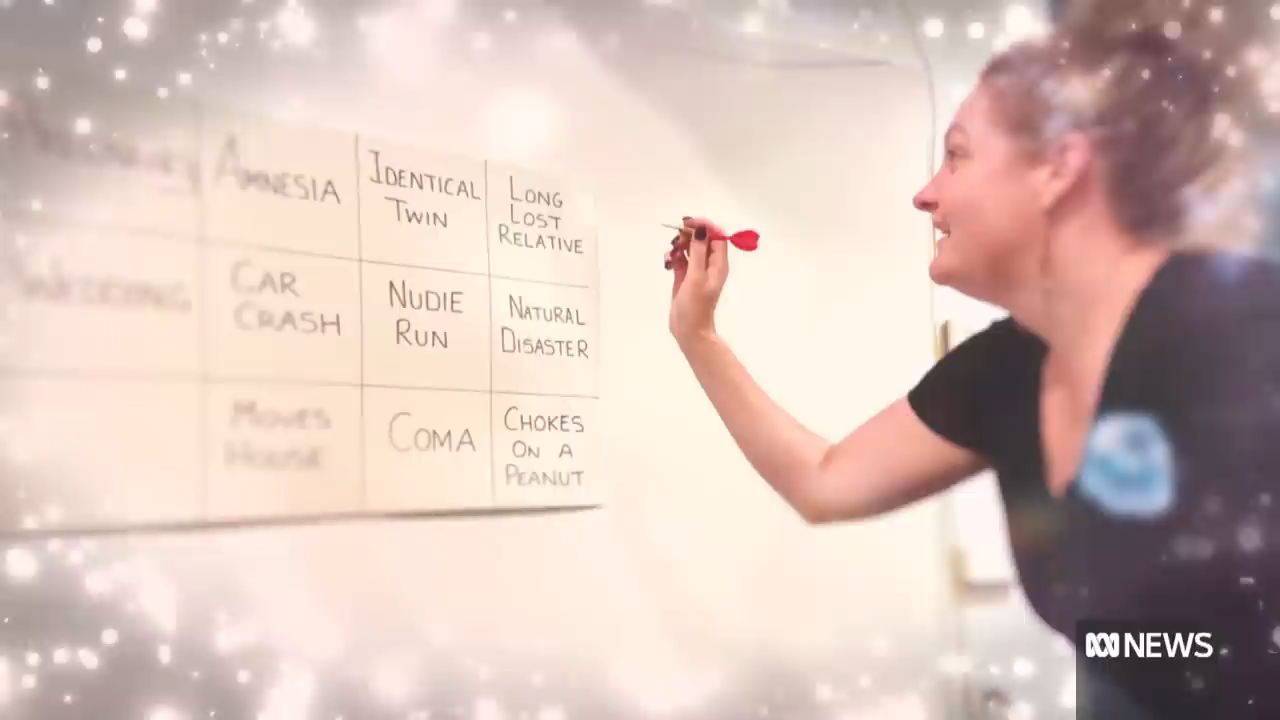 AMNESIA
IDENTICAL
TWIN
LONG
LOST
RELATIVE
WEDDING
CAR
CRASH
NUDIE
RUN
NATURAL
DISASTER
MOVES
HOUSE
COMA
CHOKES
ON A
PEANUT
NEWS